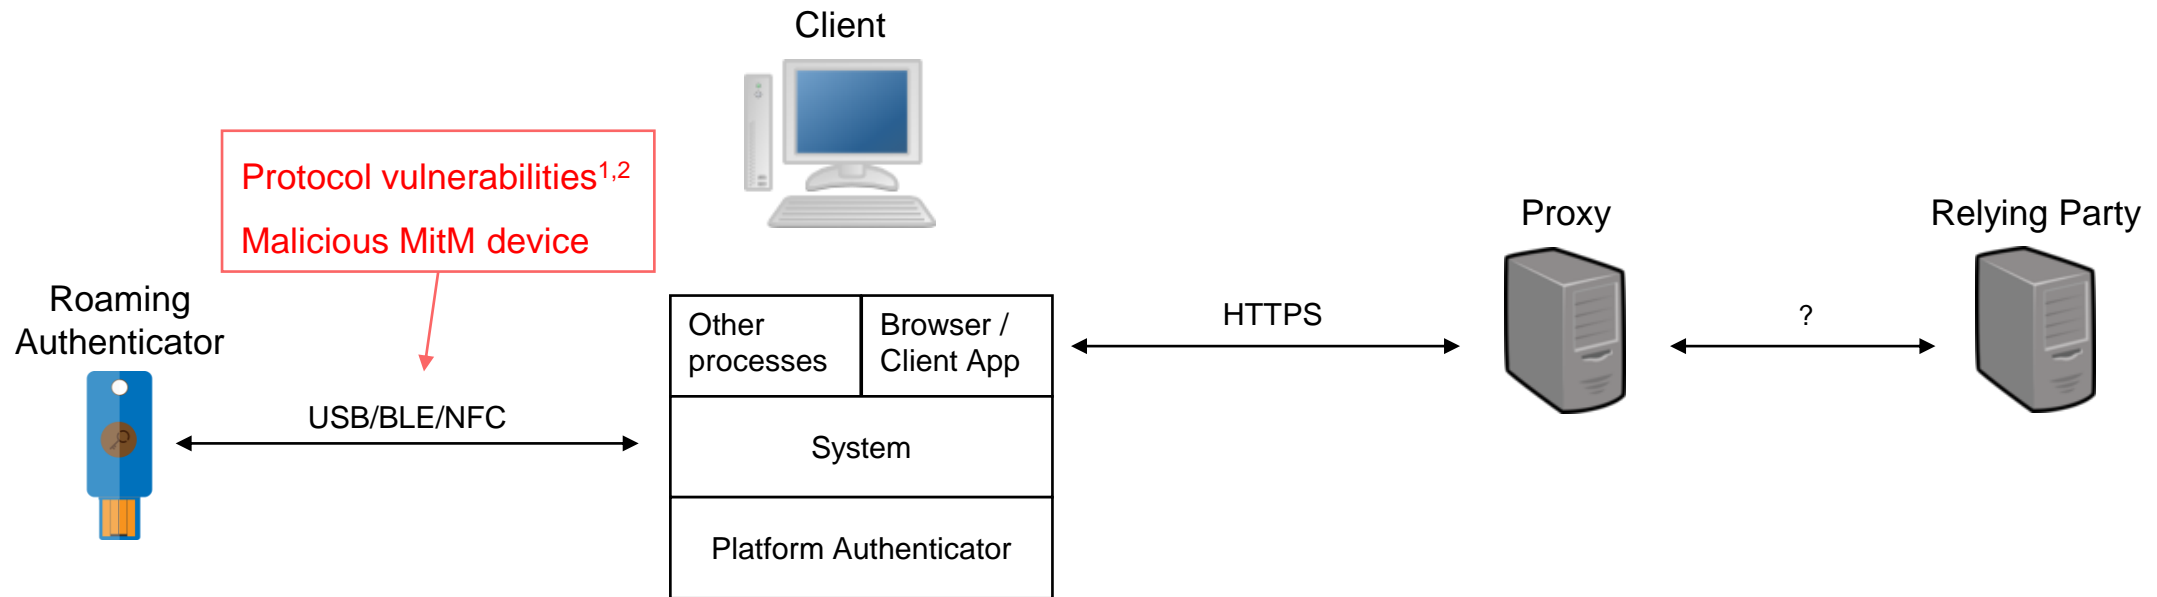 Client
Protocol vulnerabilities1,2
Malicious MitM device
Roaming
Authenticator
USB/BLE/NFC
Other
processes
Browser /
Client App
System
Platform Authenticator
HTTPS
Proxy
?
Relying Party